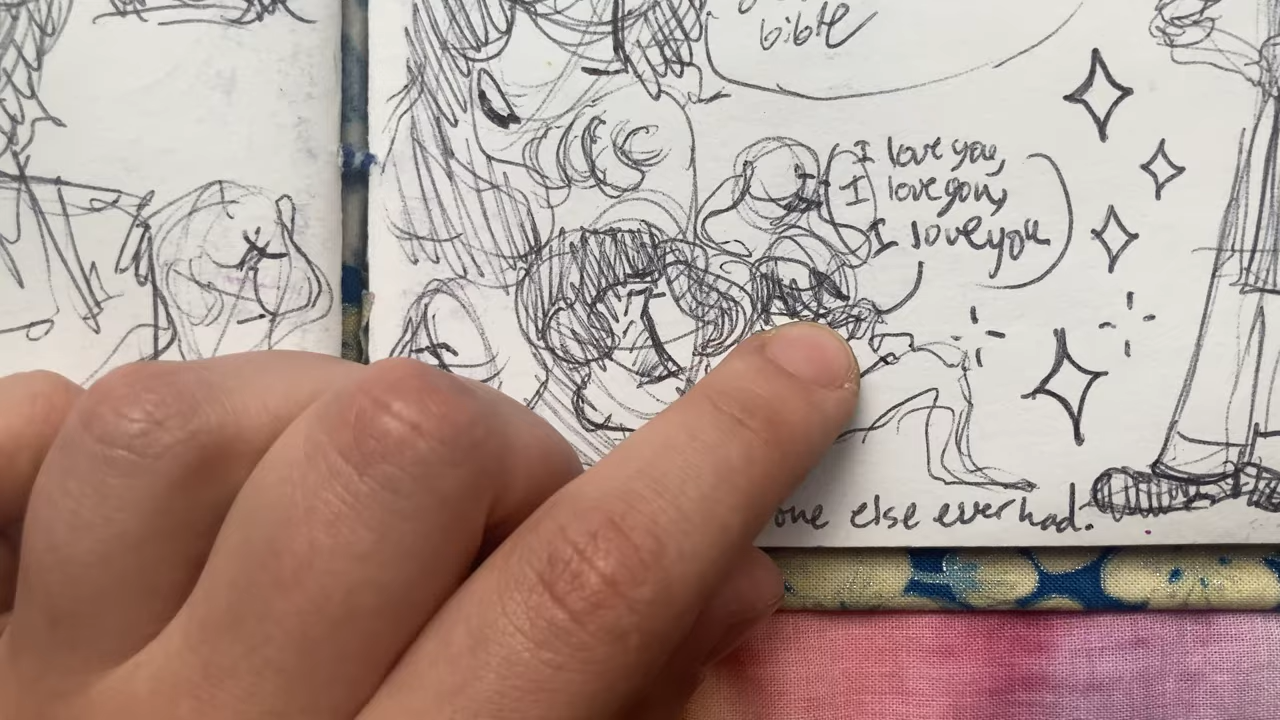 bible
I love you,
I love you,
I love you
one else ever had.